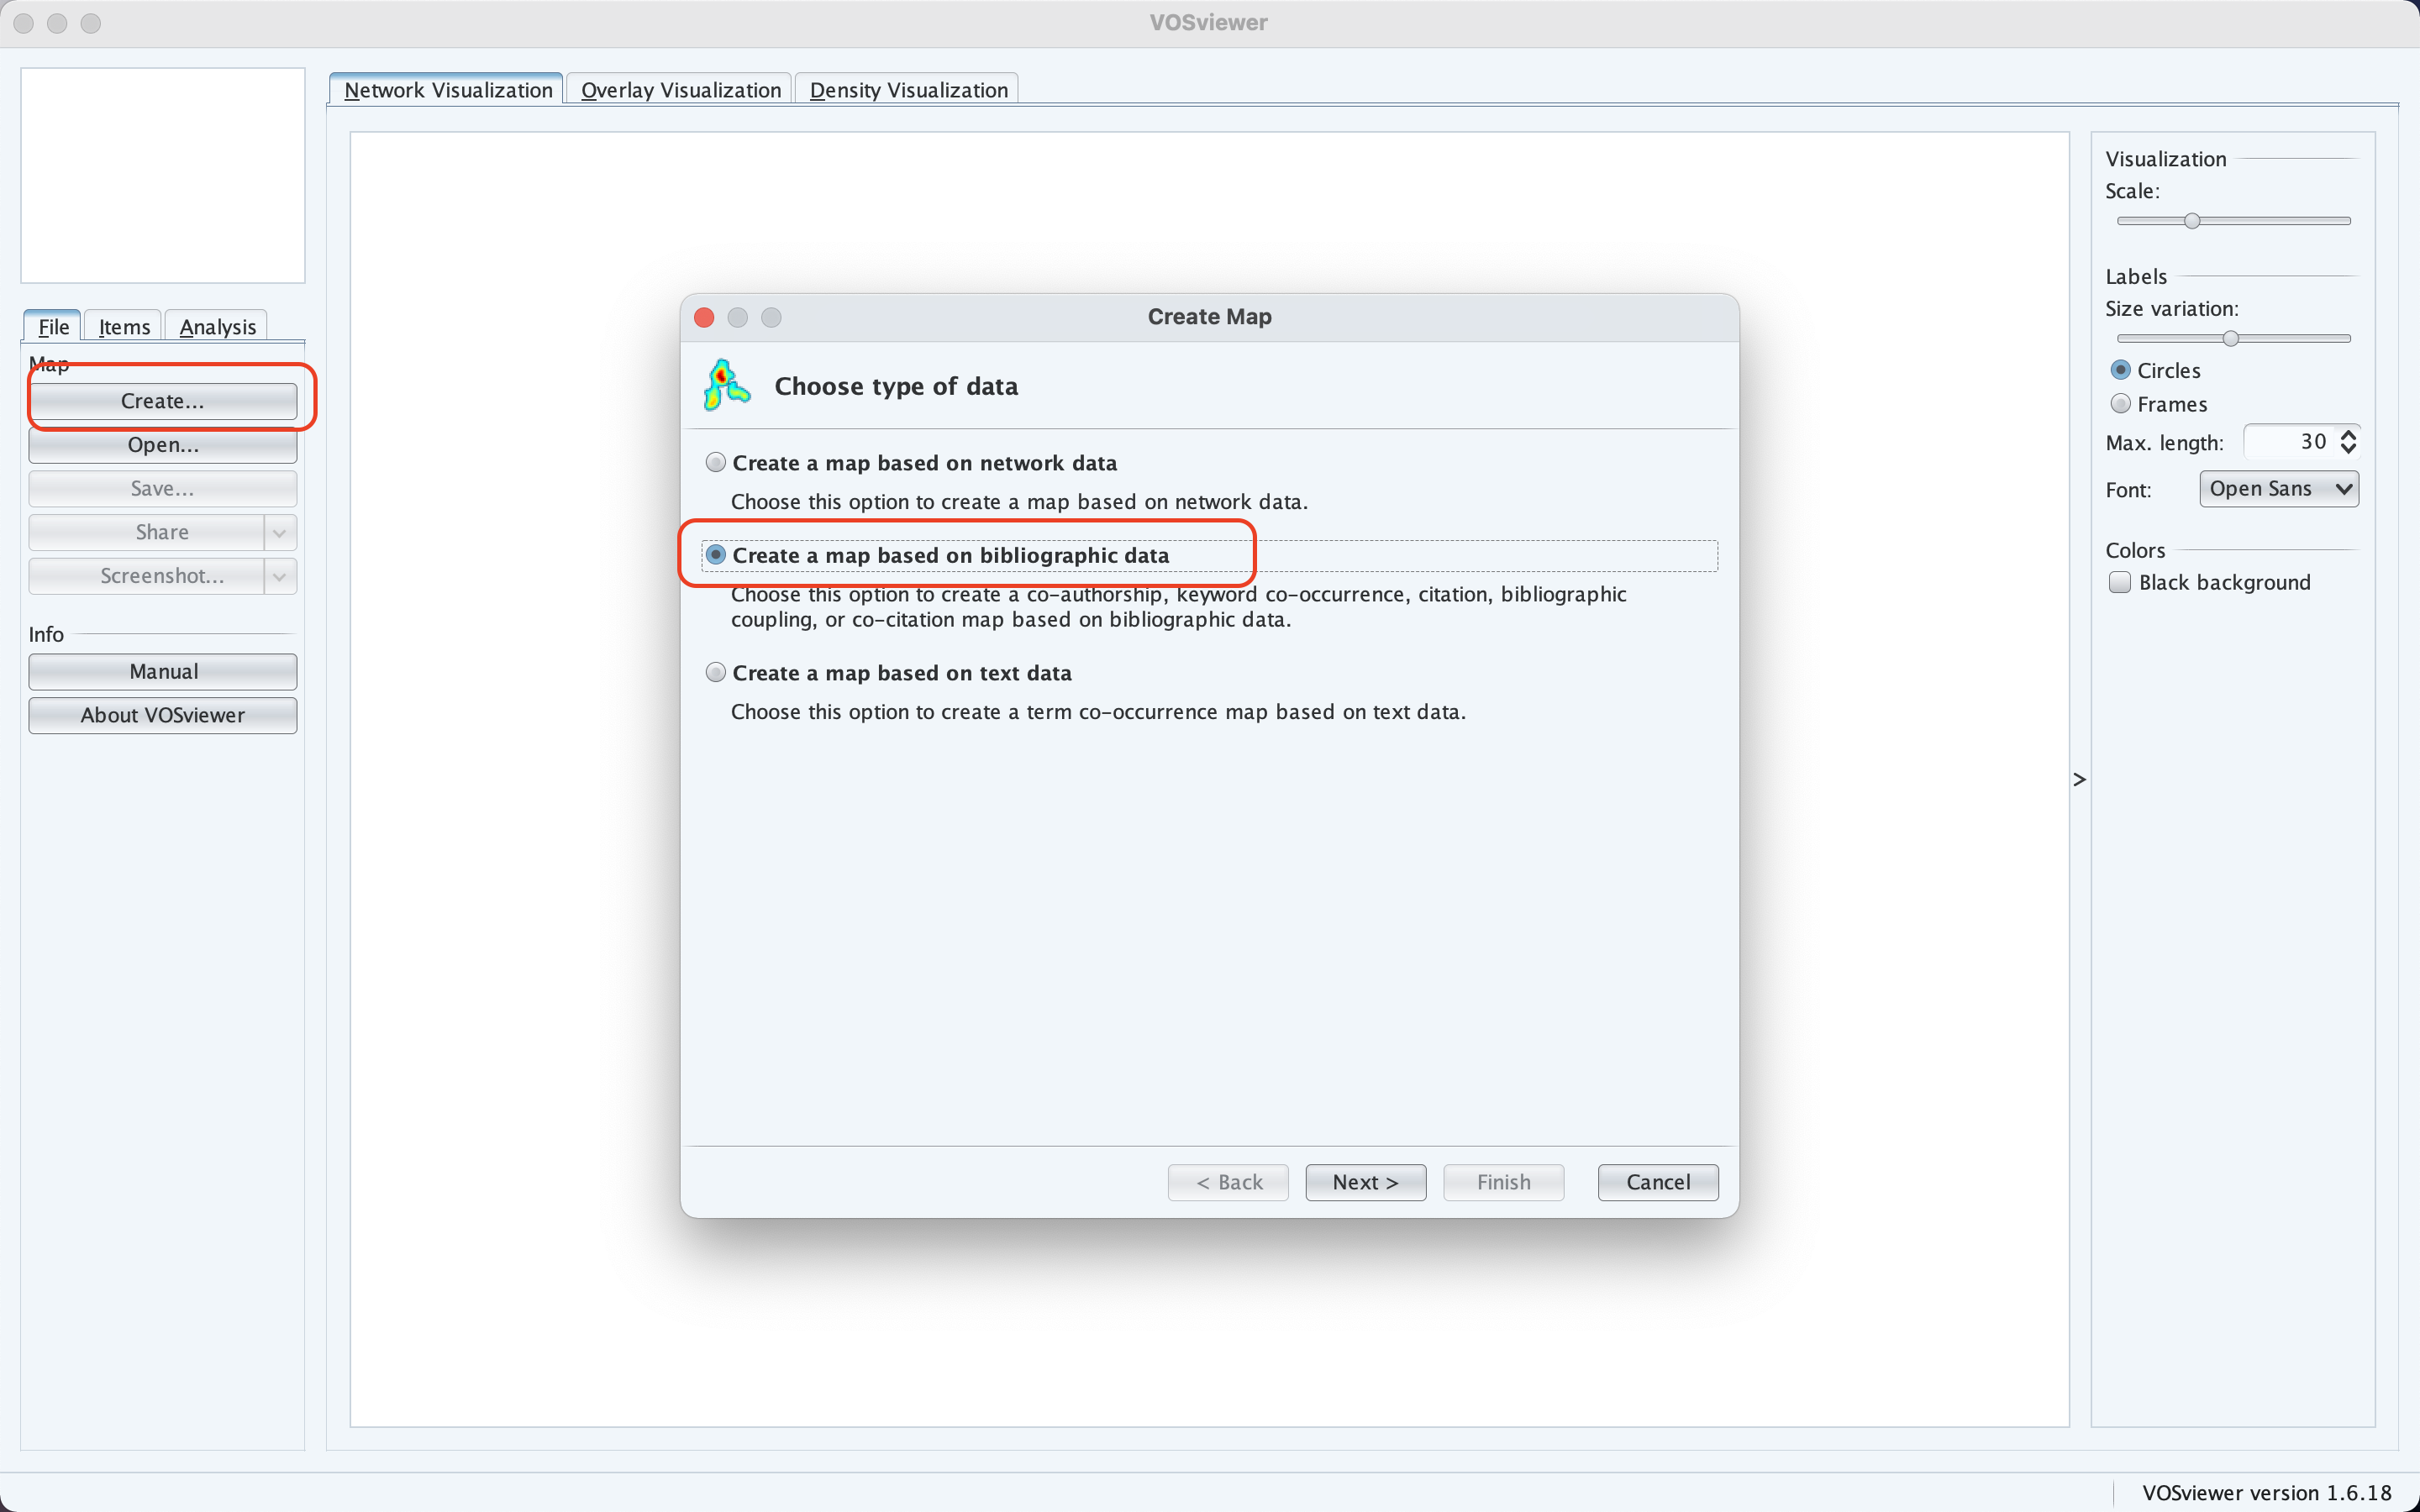 VOSviewer
Network Visualization
Overlay Visualization
Density Visualization
File
Items
Analysis
Map
Create...
Open...
Save...
Share
Screenshot...
Info
Manual
About VOSviewer
Create Map
Choose type of data
Create a map based on network data
Choose this option to create a map based on network data.
Create a map based on bibliographic data
Choose this option to create a co-authorship, keyword co-occurrence, citation, bibliographic
coupling, or co-citation map based on bibliographic data.
Create a map based on text data
Choose this option to create a term co-occurrence map based on text data.
< Back
Next >
Finish
Cancel
>
Visualization
Scale:
Labels
Size variation:
Circles
Frames
Max. length: 30
Font: Open Sans
Colors
Black background
VOSviewer version 1.6.18